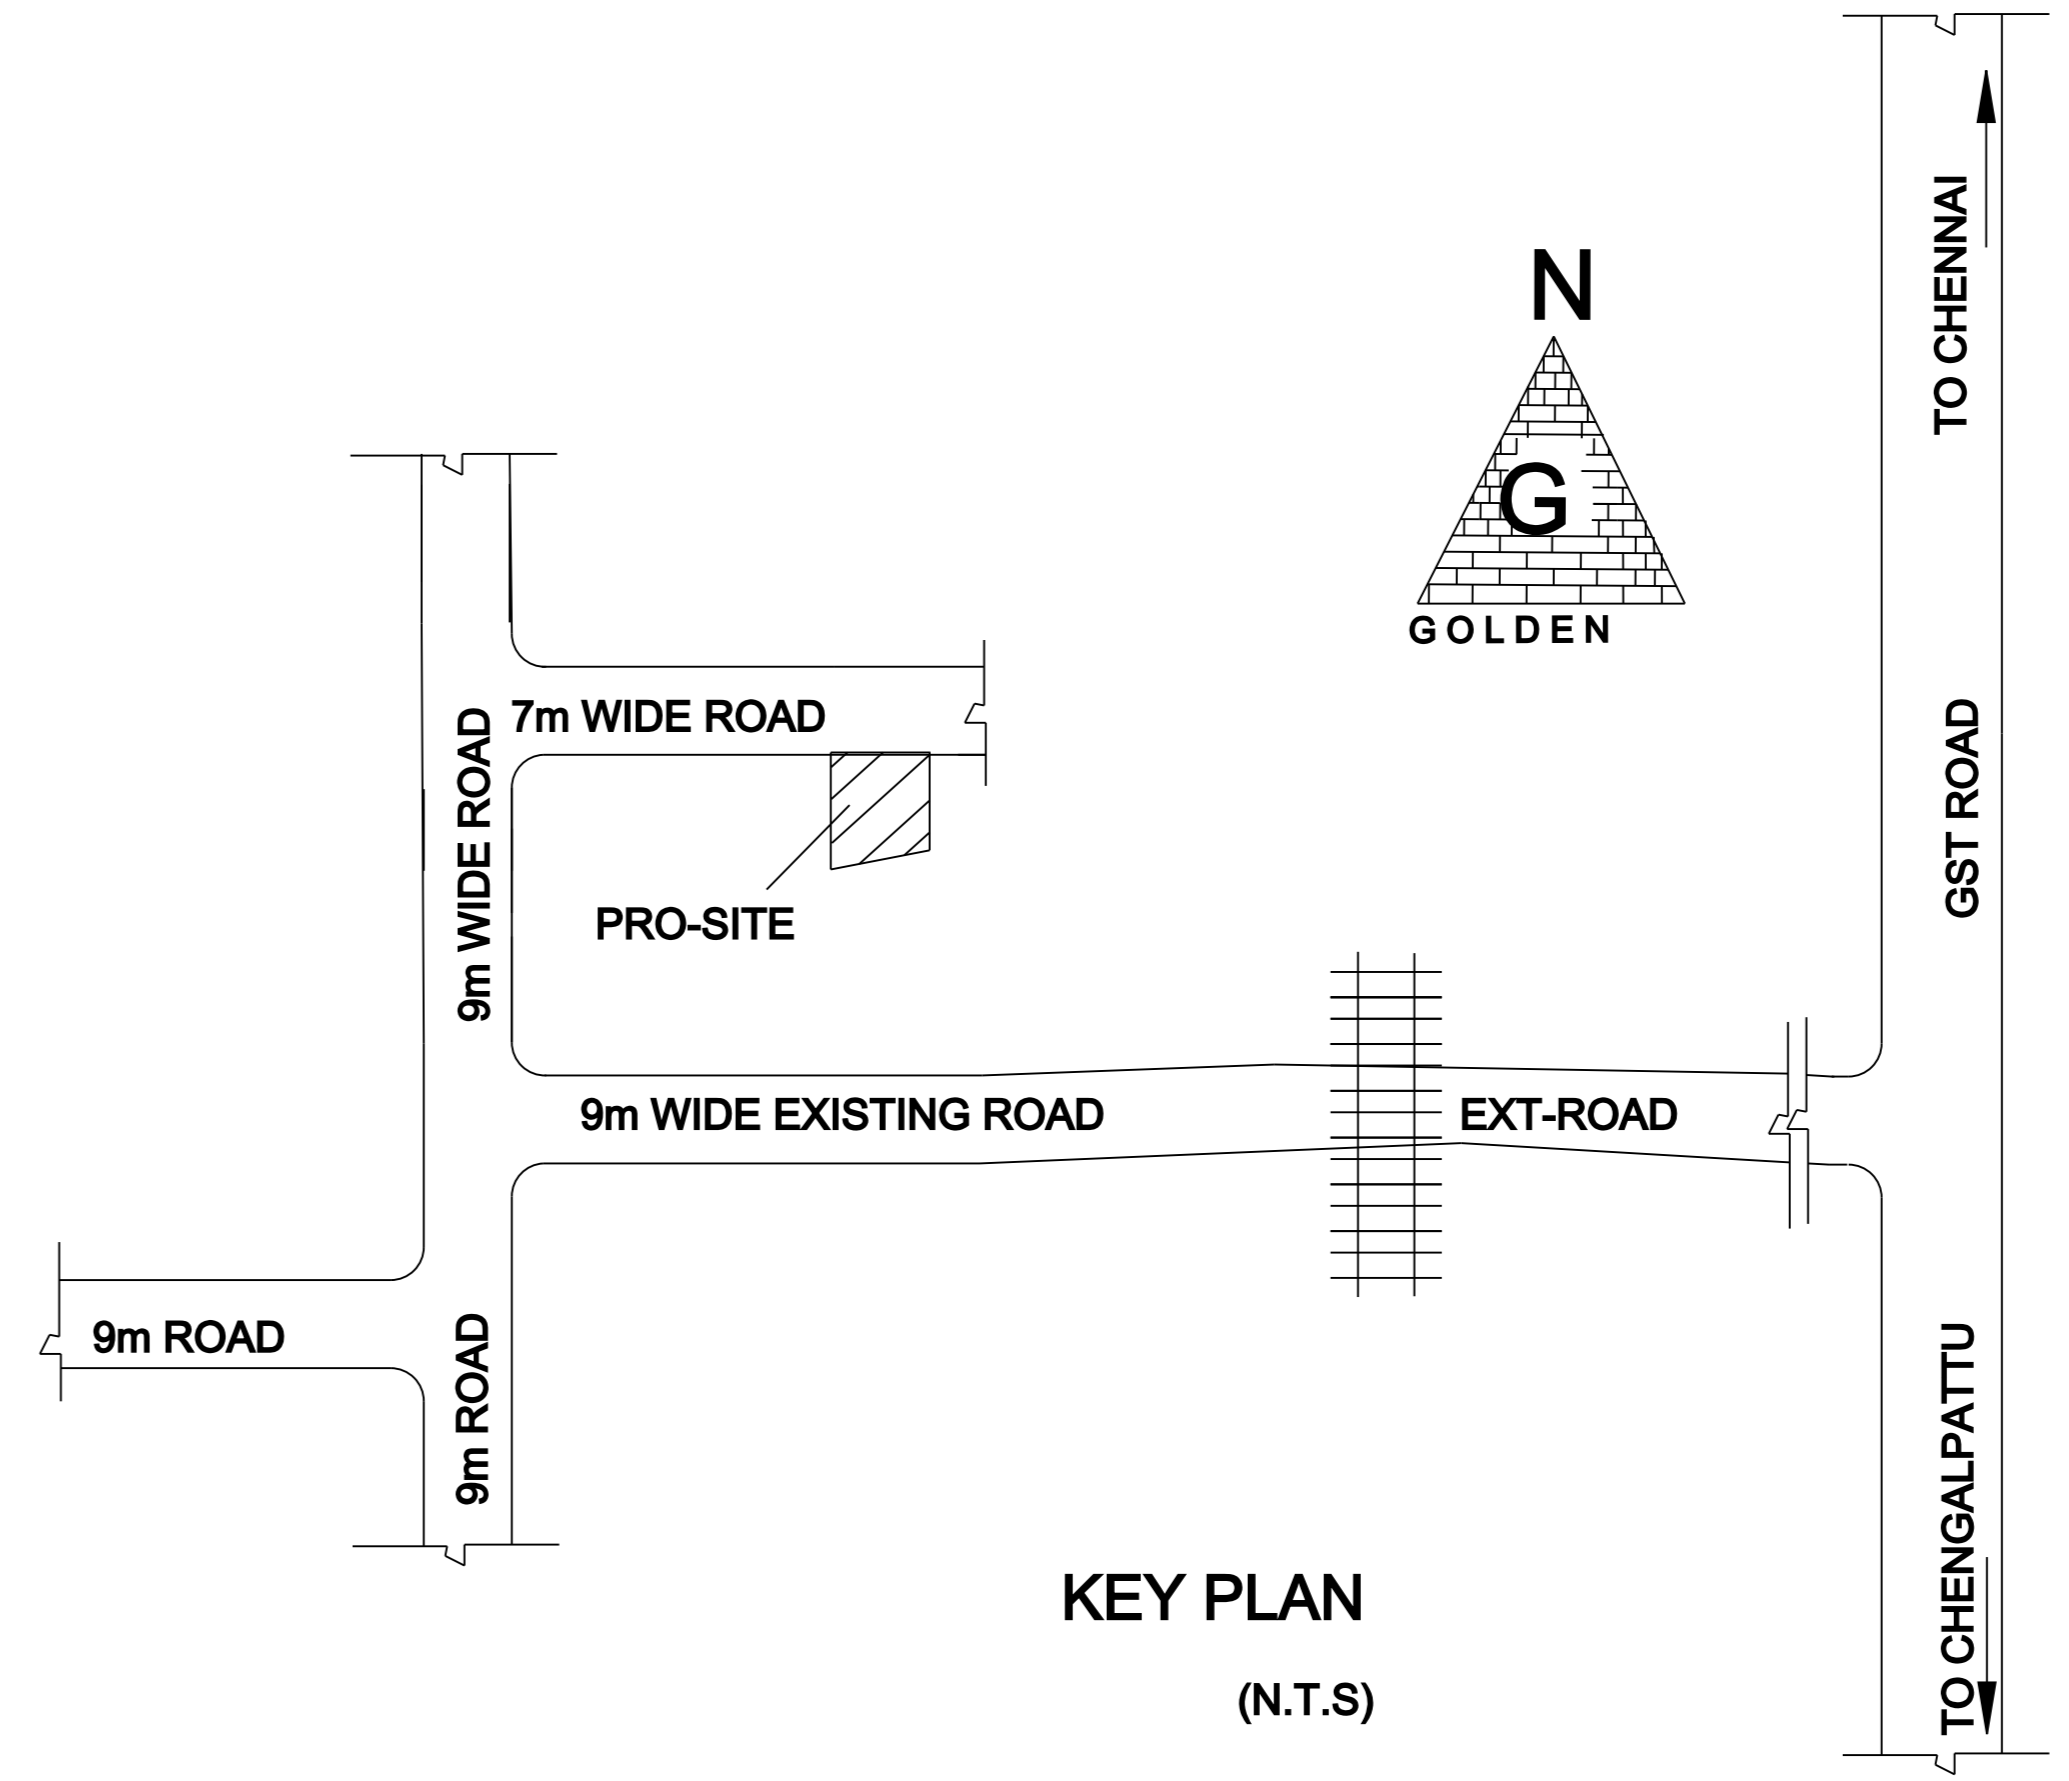 TO CHENNAI
N
G
GOLDEN
7m WIDE ROAD
9m WIDE ROAD
GST ROAD
PRO-SITE
9m WIDE EXISTING ROAD
EXT-ROAD
9m ROAD
9m ROAD
TO CHENGALPATTU
KEY PLAN
(N.T.S)